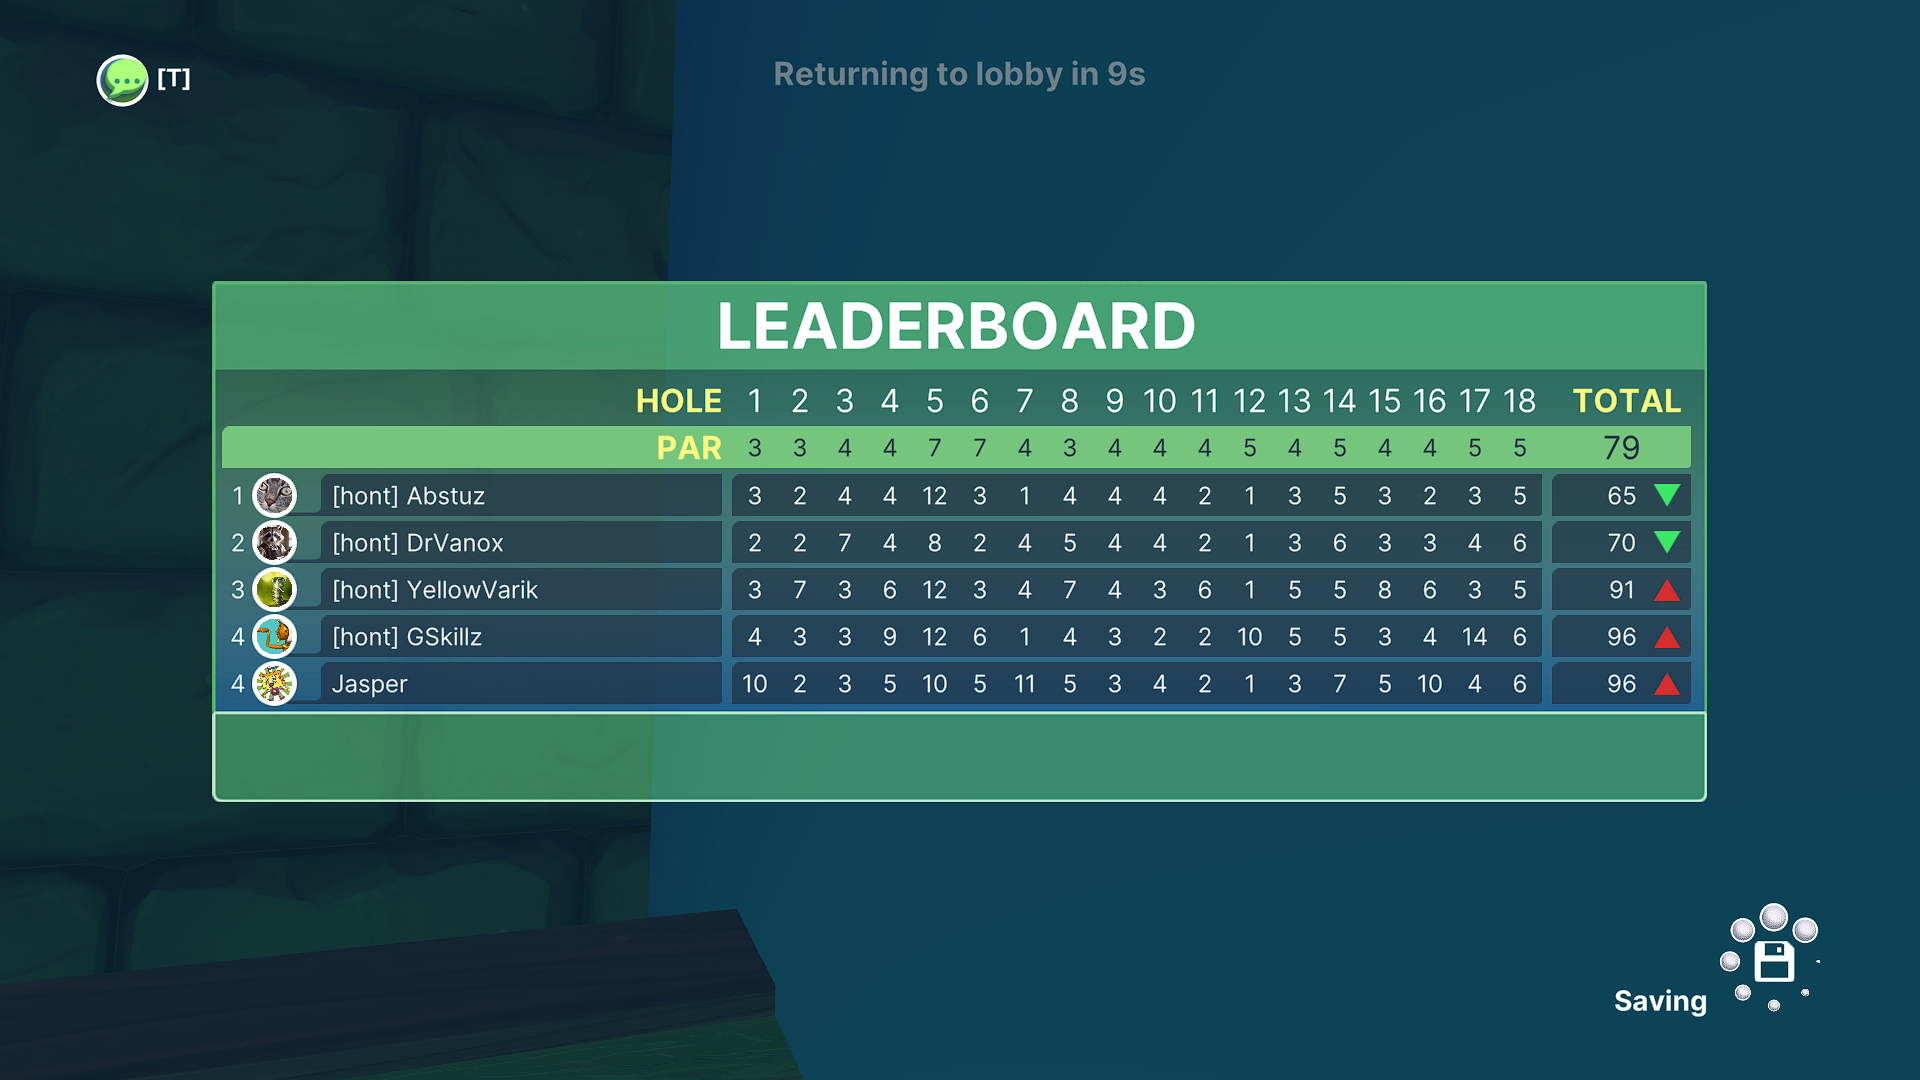 [T]
Returning to lobby in 9s
LEADERBOARD
HOLE 1 2 3 4 5 6 7 8 9 10 11 12 13 14 15 16 17 18 TOTAL
PAR 3 3 4 4 7 7 4 3 4 4 4 5 4 5 4 4 5 5 79
1 [hont] Abstuz 3 2 4 4 12 3 1 4 4 4 2 1 3 5 3 2 3 5 65
2 [hont] DrVanox 2 2 7 4 8 2 4 5 4 4 2 1 3 6 3 3 4 6 70
3 [hont] YellowVarik 3 7 3 6 12 3 4 7 4 3 6 1 5 5 8 6 3 5 91
4 [hont] GSkillz 4 3 3 9 12 6 1 4 3 2 2 10 5 5 3 4 14 6 96
4 Jasper 10 2 3 5 10 5 11 5 3 4 2 1 3 7 5 10 4 6 96
Saving